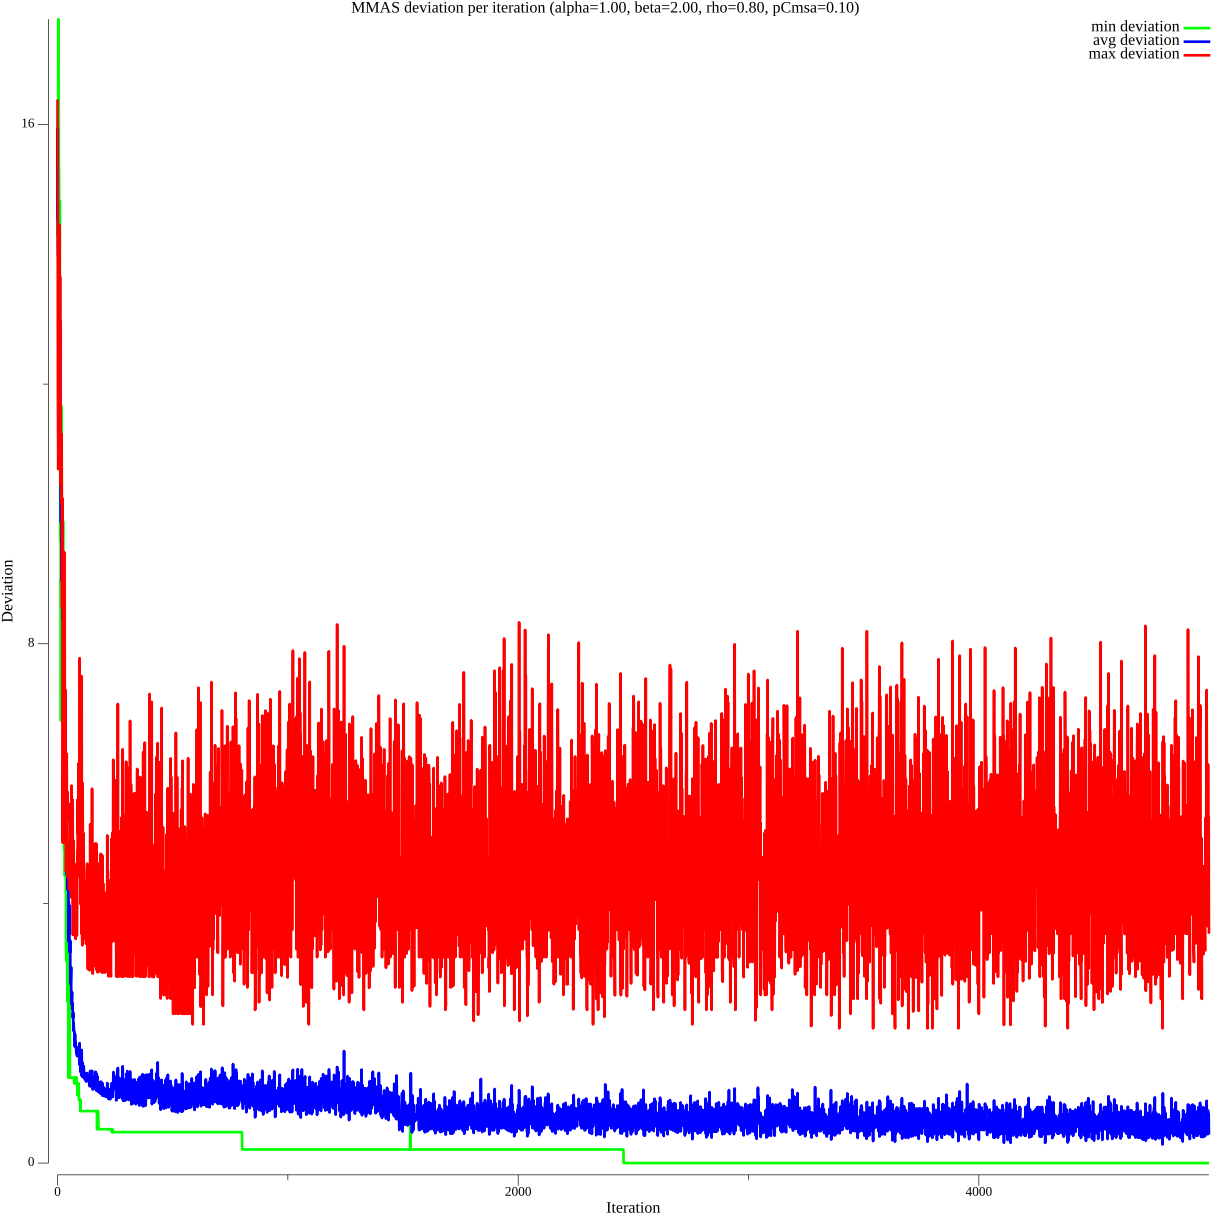 MMAS deviation per iteration (alpha=1.00, beta=2.00, rho=0.80, pCmsa=0.10)
min deviation
avg deviation
max deviation
16
8
0
Deviation
0
2000
4000
Iteration